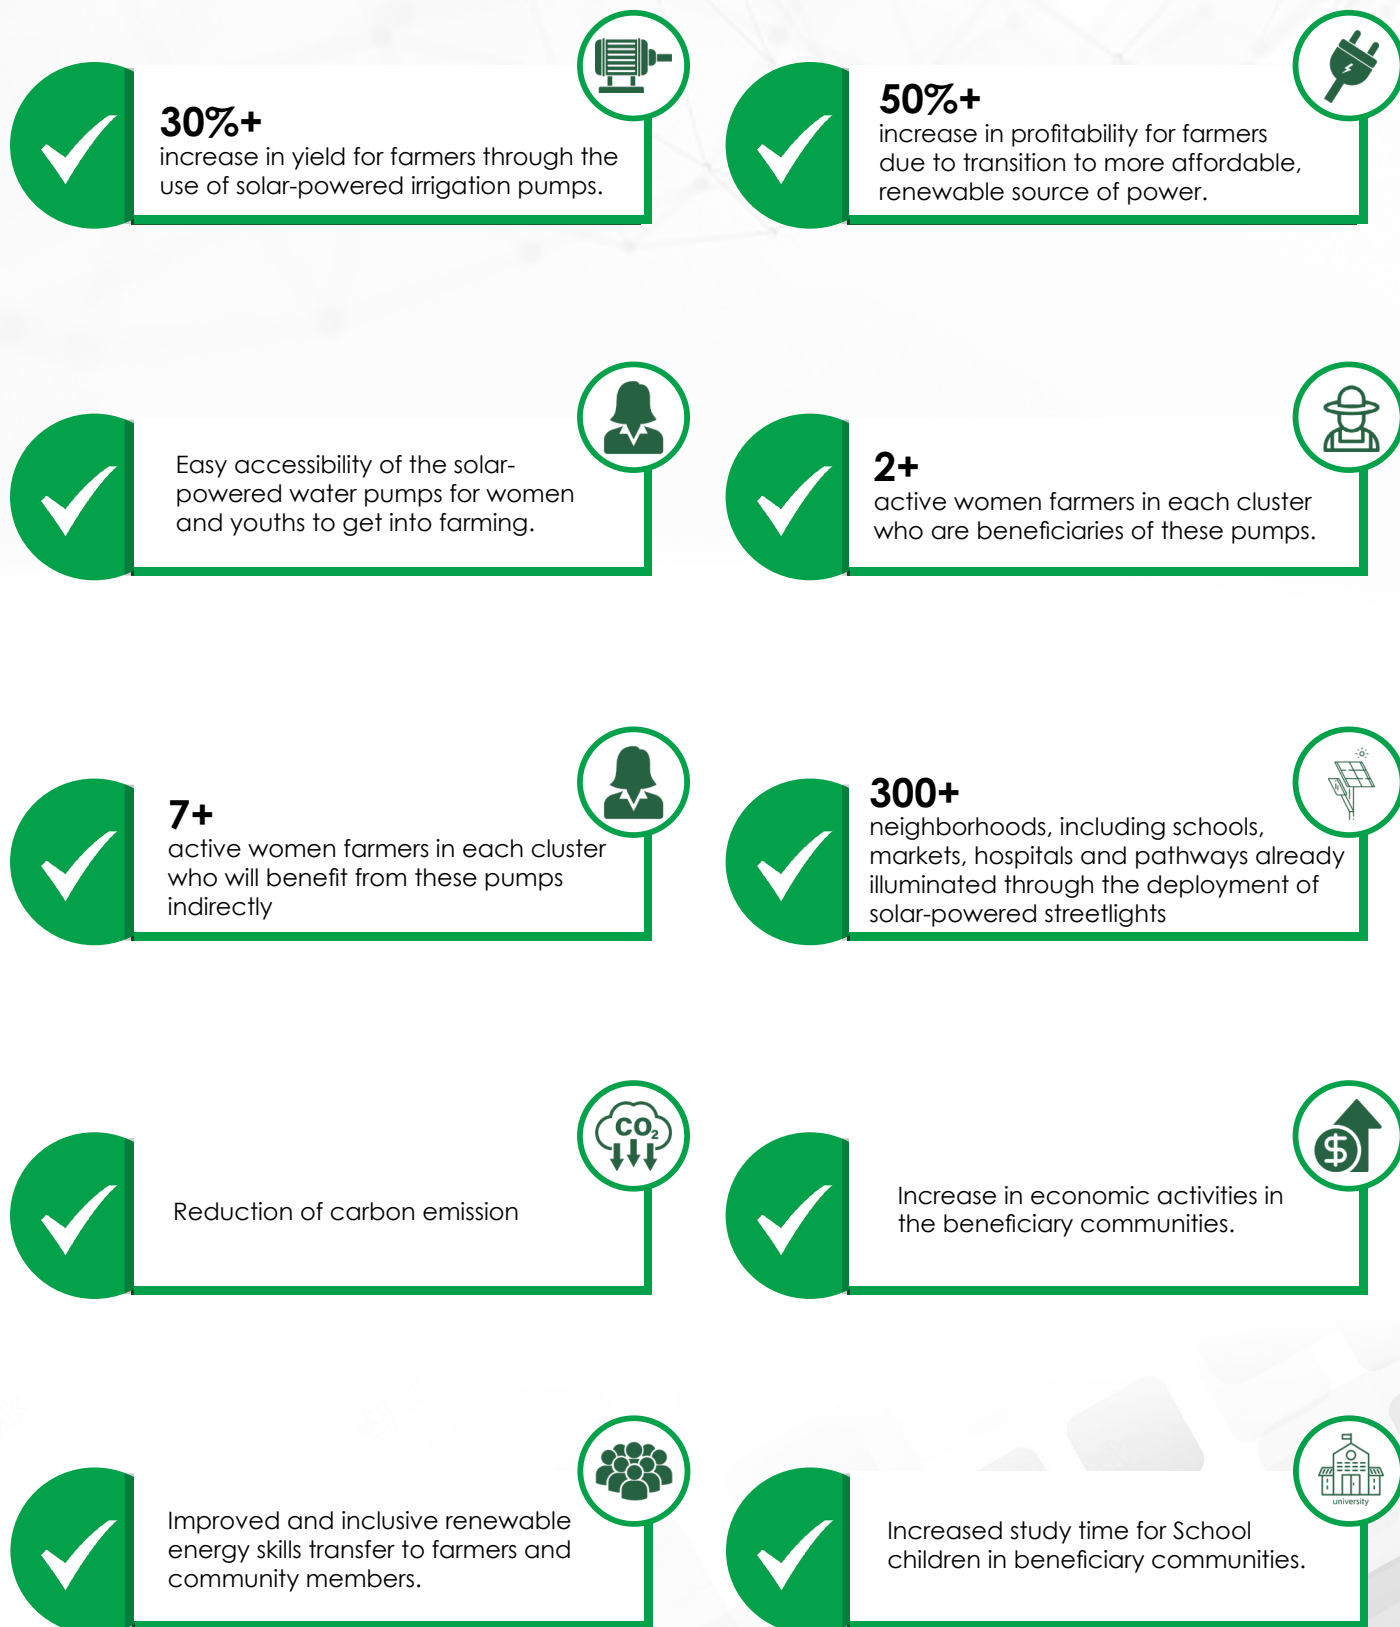 30%+
increase in yield for farmers through the
use of solar-powered irrigation pumps.
50%+
increase in profitability for farmers
due to transition to more affordable,
renewable source of power.
Easy accessibility of the solar-
powered water pumps for women
and youths to get into farming.
2+
active women farmers in each cluster
who are beneficiaries of these pumps.
7+
active women farmers in each cluster
who will benefit from these pumps
indirectly
300+
neighborhoods, including schools,
markets, hospitals and pathways already
illuminated through the deployment of
solar-powered streetlights
CO₂
Reduction of carbon emission
$
Increase in economic activities in
the beneficiary communities.
Improved and inclusive renewable
energy skills transfer to farmers and
community members.
university
Increased study time for School
children in beneficiary communities.